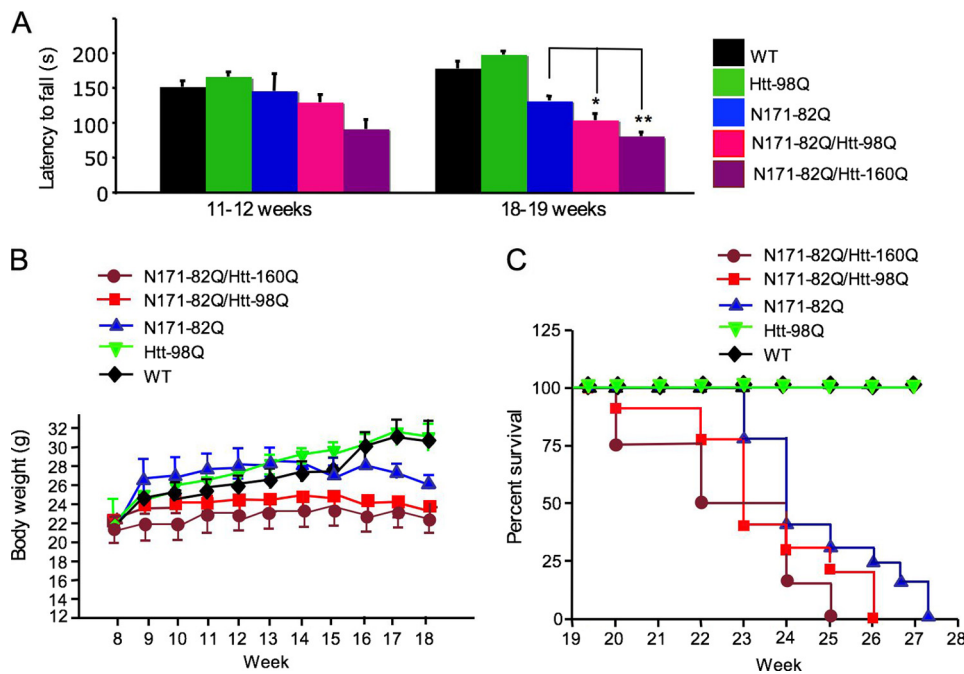 A
Latency to fall (s)
200
150
100
50
0
*
**
11-12 weeks
18-19 weeks
WT
Htt-98Q
N171-82Q
N171-82Q/Htt-98Q
N171-82Q/Htt-160Q
B
N171-82Q/Htt-160Q
N171-82Q/Htt-98Q
N171-82Q
Htt-98Q
WT
Body weight (g)
32
30
28
26
24
22
20
18
16
14
12
8 9 10 11 12 13 14 15 16 17 18
Week
C
N171-82Q/Htt-160Q
N171-82Q/Htt-98Q
N171-82Q
Htt-98Q
WT
Percent survival
125
100
75
50
25
0
19 20 21 22 23 24 25 26 27 28
Week